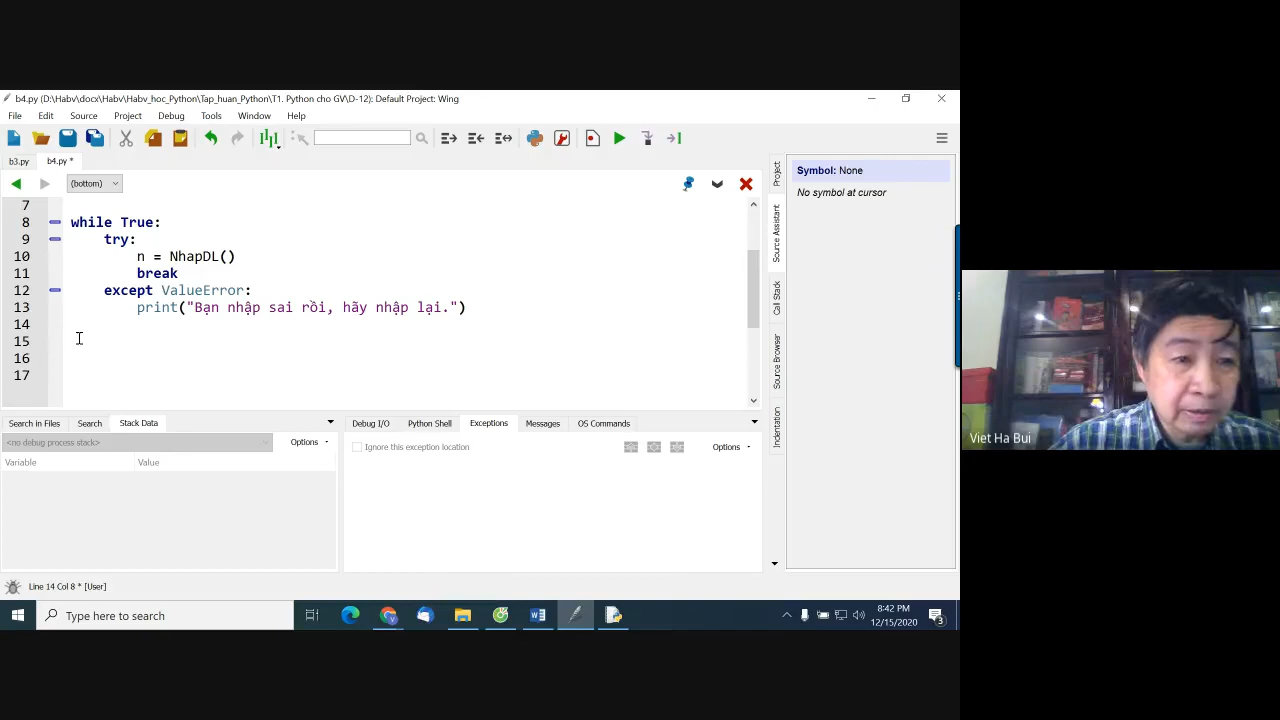 b4.py (D:\Habv\docx\Habv\Habv_hoc_Python\Tap_huan_Python\T1. Python cho GV\D-12): Default Project: Wing
File Edit Source Project Debug Tools Window Help
b3.py b4.py *
(bottom)
7
8 while True:
9 try:
10 n = NhapDL()
11 break
12 except ValueError:
13 print("Bạn nhập sai rồi, hãy nhập lại.")
14
15
16
17
Project
Source Assistant
Call Stack
Source Browser
Indentation
Symbol: None
No symbol at cursor
Search in Files Search Stack Data
<no debug process stack> Options
Variable Value
Debug I/O Python Shell Exceptions Messages OS Commands
Ignore this exception location Options
Line 14 Col 8 * [User]
Type here to search
8:42 PM
12/15/2020
3
Viet Ha Bui